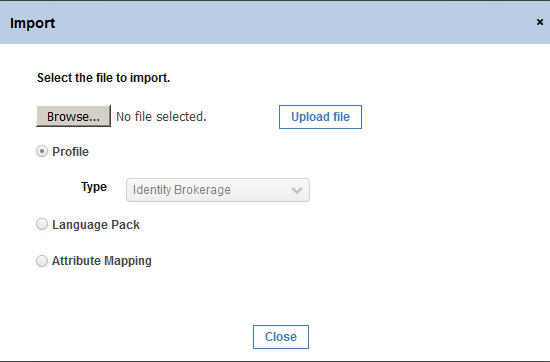 Import ×
Select the file to import.
Browse... No file selected. Upload file
Profile
Type Identity Brokerage
Language Pack
Attribute Mapping
Close